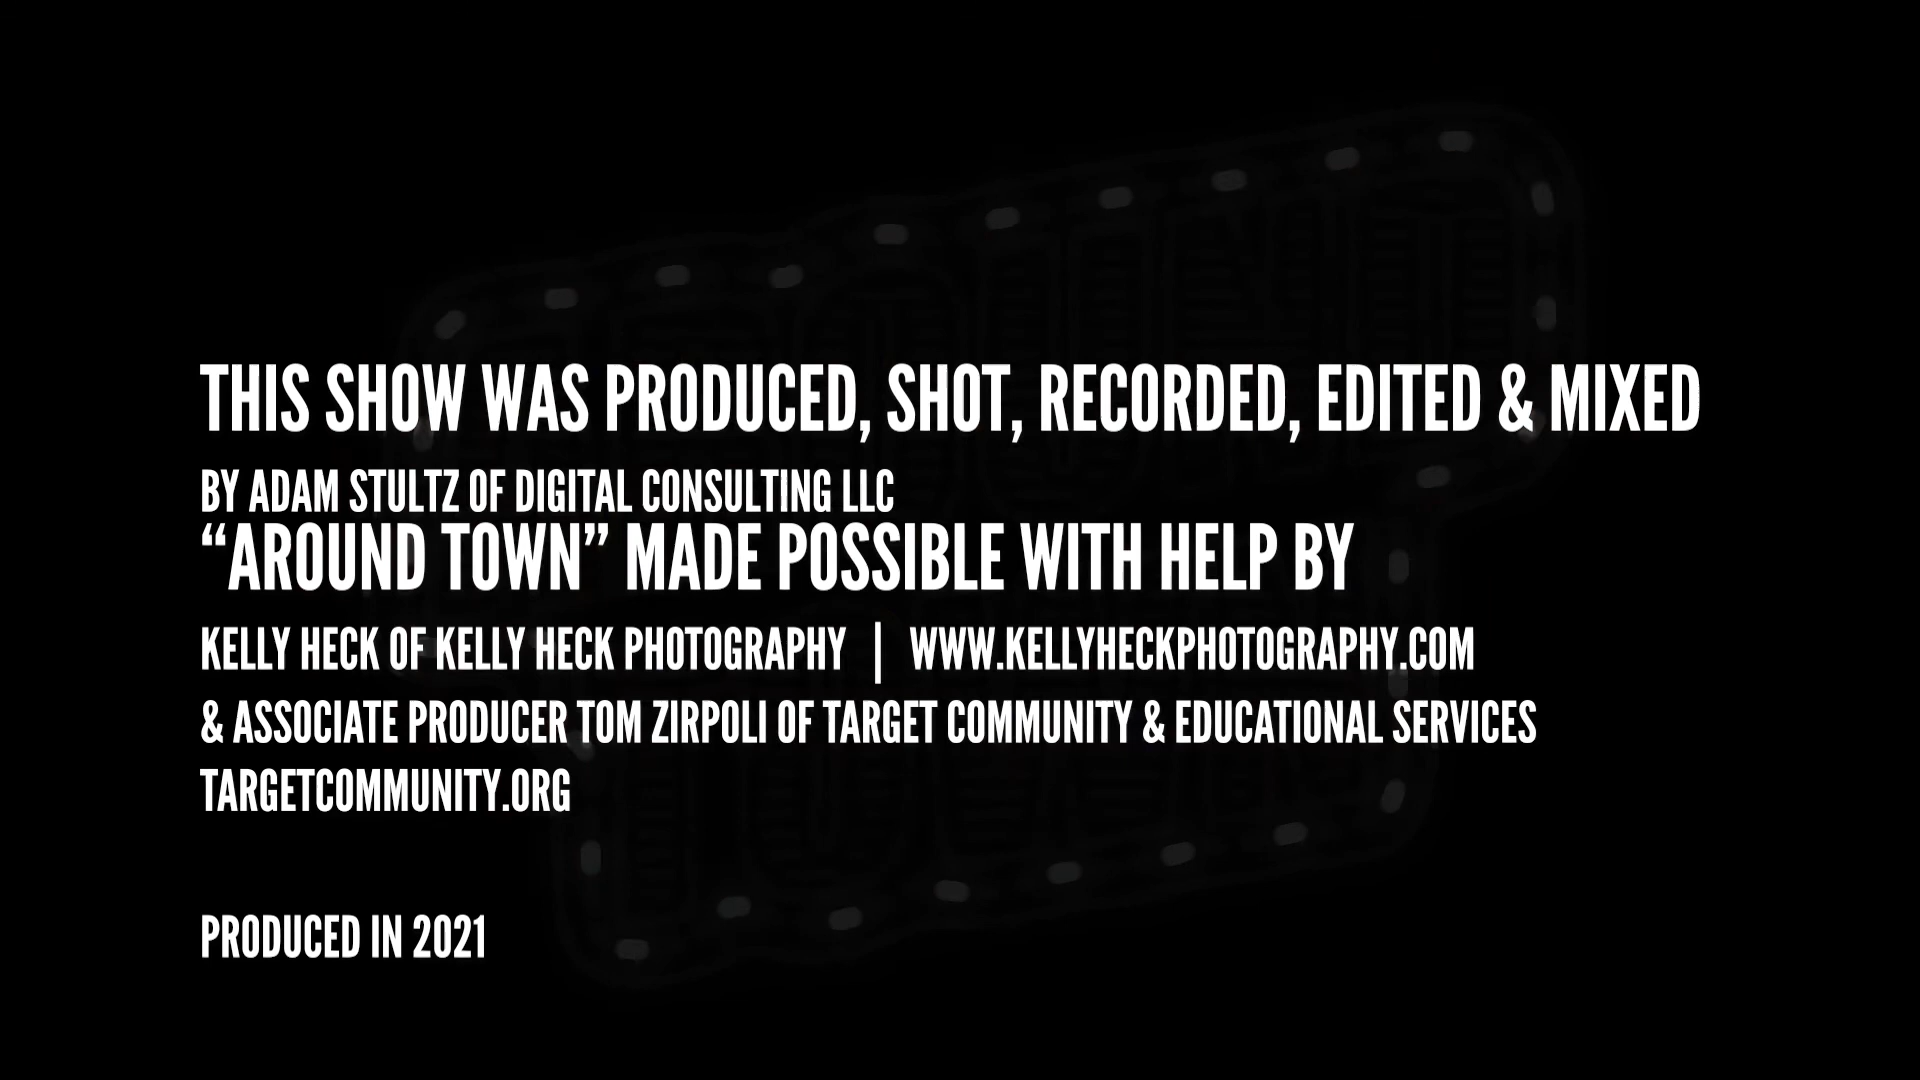 THIS SHOW WAS PRODUCED, SHOT, RECORDED, EDITED & MIXED
BY ADAM STULTZ OF DIGITAL CONSULTING LLC
“AROUND TOWN” MADE POSSIBLE WITH HELP BY
KELLY HECK OF KELLY HECK PHOTOGRAPHY | WWW.KELLYHECKPHOTOGRAPHY.COM
& ASSOCIATE PRODUCER TOM ZIRPOLI OF TARGET COMMUNITY & EDUCATIONAL SERVICES
TARGETCOMMUNITY.ORG
PRODUCED IN 2021